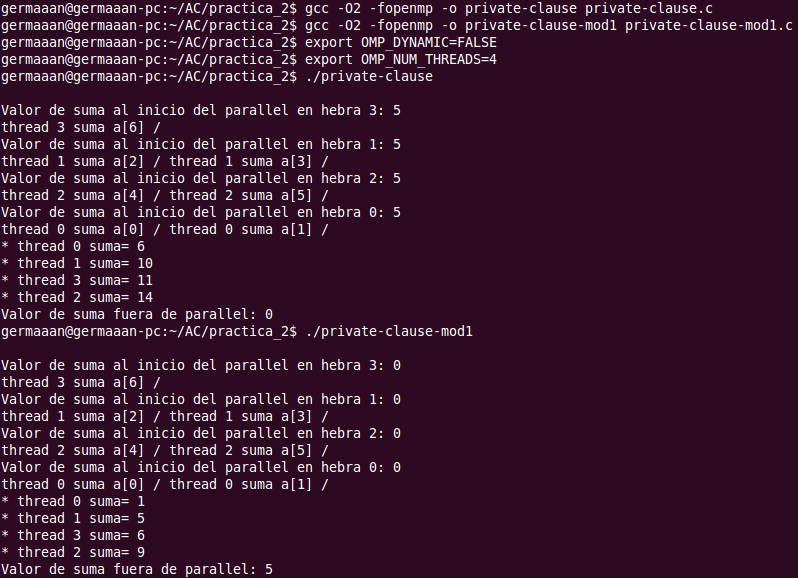 germaaan@germaaan-pc:~/AC/practica_2$ gcc -O2 -fopenmp -o private-clause private-clause.c
germaaan@germaaan-pc:~/AC/practica_2$ gcc -O2 -fopenmp -o private-clause-mod1 private-clause-mod1.c
germaaan@germaaan-pc:~/AC/practica_2$ export OMP_DYNAMIC=FALSE
germaaan@germaaan-pc:~/AC/practica_2$ export OMP_NUM_THREADS=4
germaaan@germaaan-pc:~/AC/practica_2$ ./private-clause
Valor de suma al inicio del parallel en hebra 3: 5
thread 3 suma a[6] /
Valor de suma al inicio del parallel en hebra 1: 5
thread 1 suma a[2] / thread 1 suma a[3] /
Valor de suma al inicio del parallel en hebra 2: 5
thread 2 suma a[4] / thread 2 suma a[5] /
Valor de suma al inicio del parallel en hebra 0: 5
thread 0 suma a[0] / thread 0 suma a[1] /
* thread 0 suma= 6
* thread 1 suma= 10
* thread 3 suma= 11
* thread 2 suma= 14
Valor de suma fuera de parallel: 0
germaaan@germaaan-pc:~/AC/practica_2$ ./private-clause-mod1
Valor de suma al inicio del parallel en hebra 3: 0
thread 3 suma a[6] /
Valor de suma al inicio del parallel en hebra 1: 0
thread 1 suma a[2] / thread 1 suma a[3] /
Valor de suma al inicio del parallel en hebra 2: 0
thread 2 suma a[4] / thread 2 suma a[5] /
Valor de suma al inicio del parallel en hebra 0: 0
thread 0 suma a[0] / thread 0 suma a[1] /
* thread 0 suma= 1
* thread 1 suma= 5
* thread 3 suma= 6
* thread 2 suma= 9
Valor de suma fuera de parallel: 5